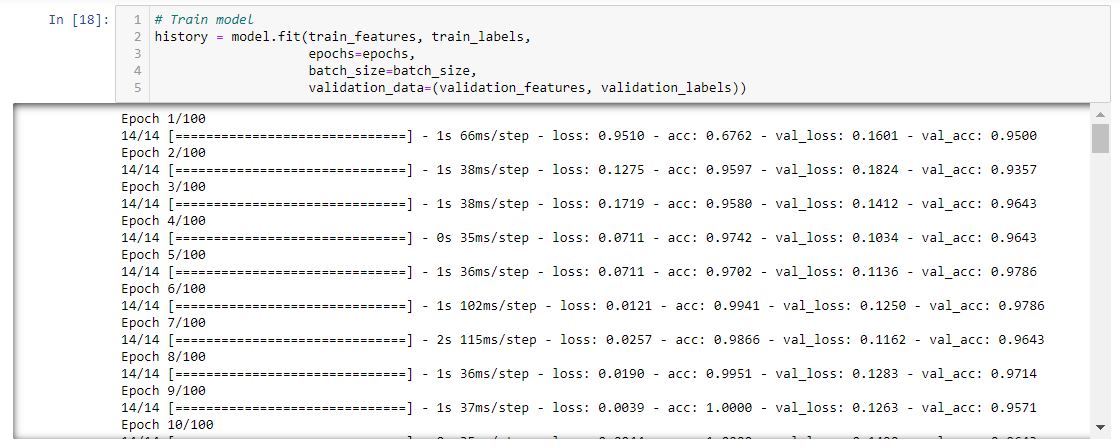 In [18]:
1 # Train model
2 history = model.fit(train_features, train_labels,
3 epochs=epochs,
4 batch_size=batch_size,
5 validation_data=(validation_features, validation_labels))
Epoch 1/100
14/14 [==============================] - 1s 66ms/step - loss: 0.9510 - acc: 0.6762 - val_loss: 0.1601 - val_acc: 0.9500
Epoch 2/100
14/14 [==============================] - 1s 38ms/step - loss: 0.1275 - acc: 0.9597 - val_loss: 0.1824 - val_acc: 0.9357
Epoch 3/100
14/14 [==============================] - 1s 38ms/step - loss: 0.1719 - acc: 0.9580 - val_loss: 0.1412 - val_acc: 0.9643
Epoch 4/100
14/14 [==============================] - 0s 35ms/step - loss: 0.0711 - acc: 0.9742 - val_loss: 0.1034 - val_acc: 0.9643
Epoch 5/100
14/14 [==============================] - 1s 36ms/step - loss: 0.0711 - acc: 0.9702 - val_loss: 0.1136 - val_acc: 0.9786
Epoch 6/100
14/14 [==============================] - 1s 102ms/step - loss: 0.0121 - acc: 0.9941 - val_loss: 0.1250 - val_acc: 0.9786
Epoch 7/100
14/14 [==============================] - 2s 115ms/step - loss: 0.0257 - acc: 0.9866 - val_loss: 0.1162 - val_acc: 0.9643
Epoch 8/100
14/14 [==============================] - 1s 36ms/step - loss: 0.0190 - acc: 0.9951 - val_loss: 0.1283 - val_acc: 0.9714
Epoch 9/100
14/14 [==============================] - 1s 37ms/step - loss: 0.0039 - acc: 1.0000 - val_loss: 0.1263 - val_acc: 0.9571
Epoch 10/100